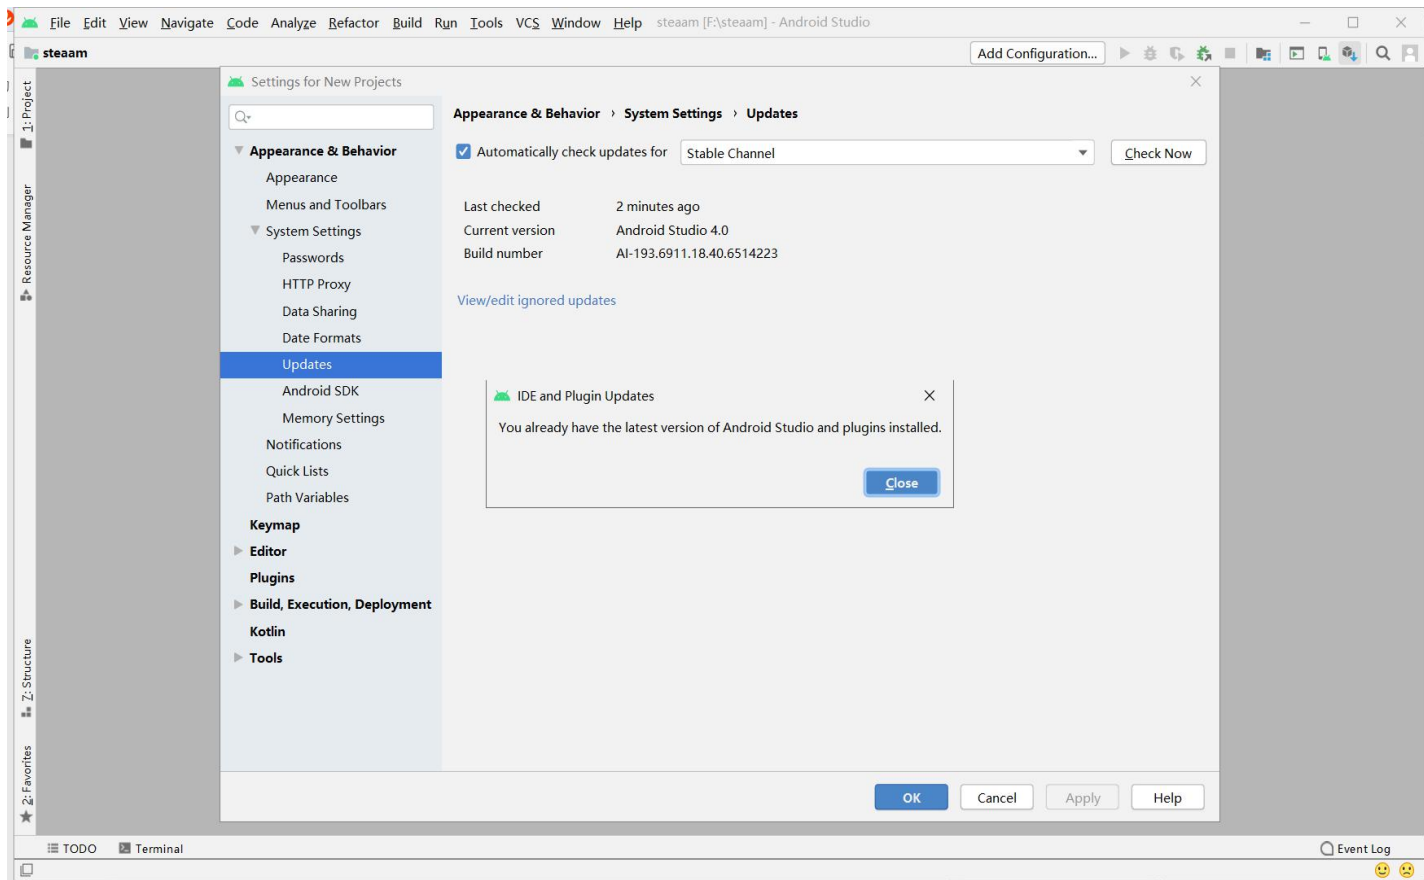 File Edit View Navigate Code Analyze Refactor Build Run Tools VCS Window Help steaam [F:\steaam] - Android Studio
steaam
Add Configuration...
1: Project
Resource Manager
Z: Structure
2: Favorites
Settings for New Projects
Appearance & Behavior
Appearance
Menus and Toolbars
System Settings
Passwords
HTTP Proxy
Data Sharing
Date Formats
Updates
Android SDK
Memory Settings
Notifications
Quick Lists
Path Variables
Keymap
Editor
Plugins
Build, Execution, Deployment
Kotlin
Tools
Appearance & Behavior › System Settings › Updates
Automatically check updates for Stable Channel Check Now
Last checked 2 minutes ago
Current version Android Studio 4.0
Build number AI-193.6911.18.40.6514223
View/edit ignored updates
IDE and Plugin Updates
You already have the latest version of Android Studio and plugins installed.
Close
OK Cancel Apply Help
TODO Terminal Event Log